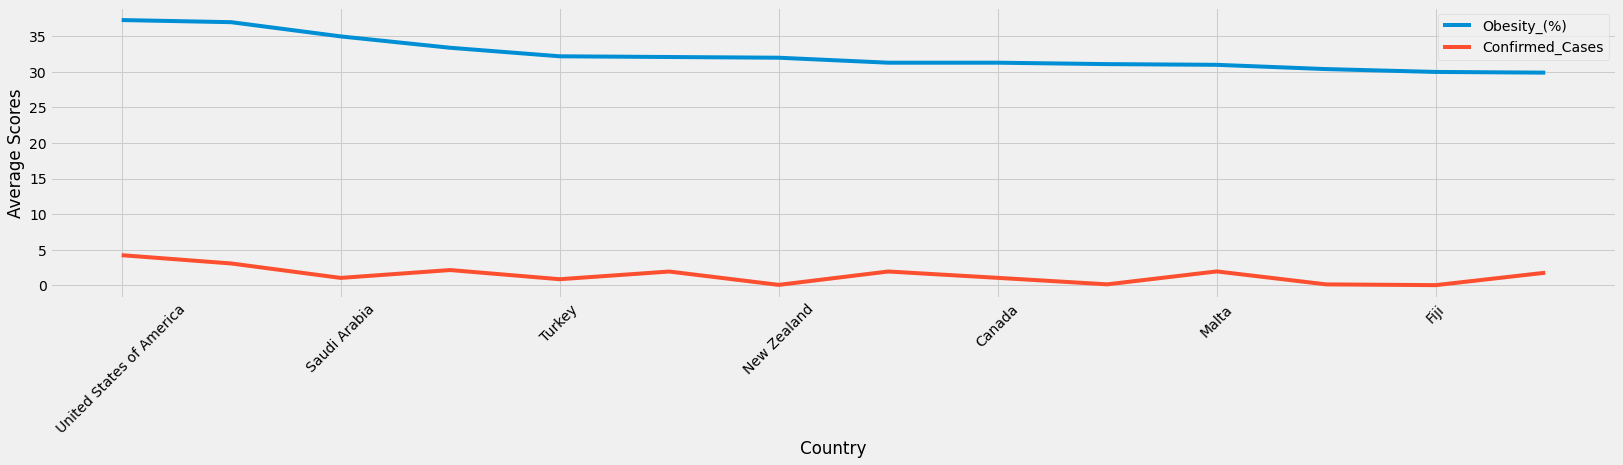 Obesity_(%)
Confirmed_Cases
Average Scores
35
30
25
20
15
10
5
0
United States of America
Saudi Arabia
Turkey
New Zealand
Canada
Malta
Fiji
Country